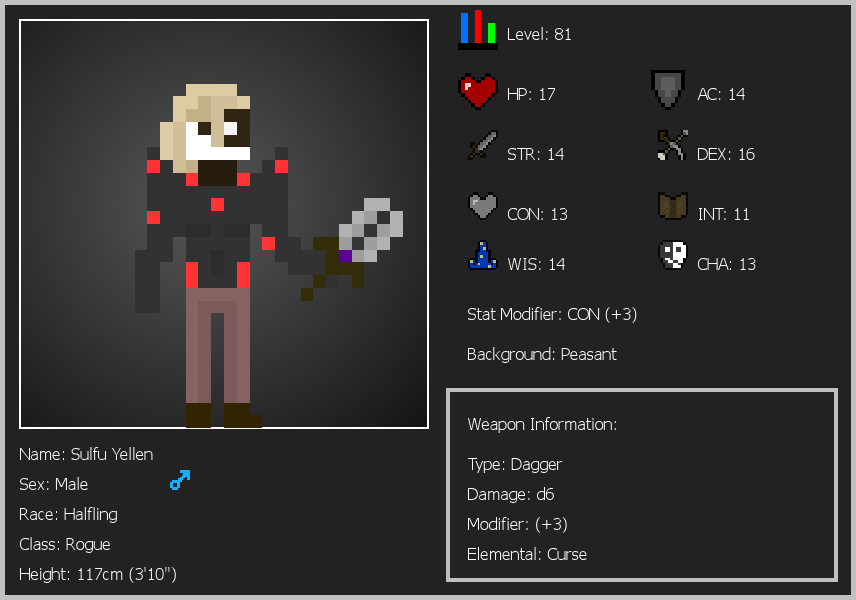 Level: 81
HP: 17
AC: 14
STR: 14
DEX: 16
CON: 13
INT: 11
WIS: 14
CHA: 13
Stat Modifier: CON (+3)
Background: Peasant
Weapon Information:
Type: Dagger
Damage: d6
Modifier: (+3)
Elemental: Curse
Name: Sulfu Yellen
Sex: Male
Race: Halfling
Class: Rogue
Height: 117cm (3'10")